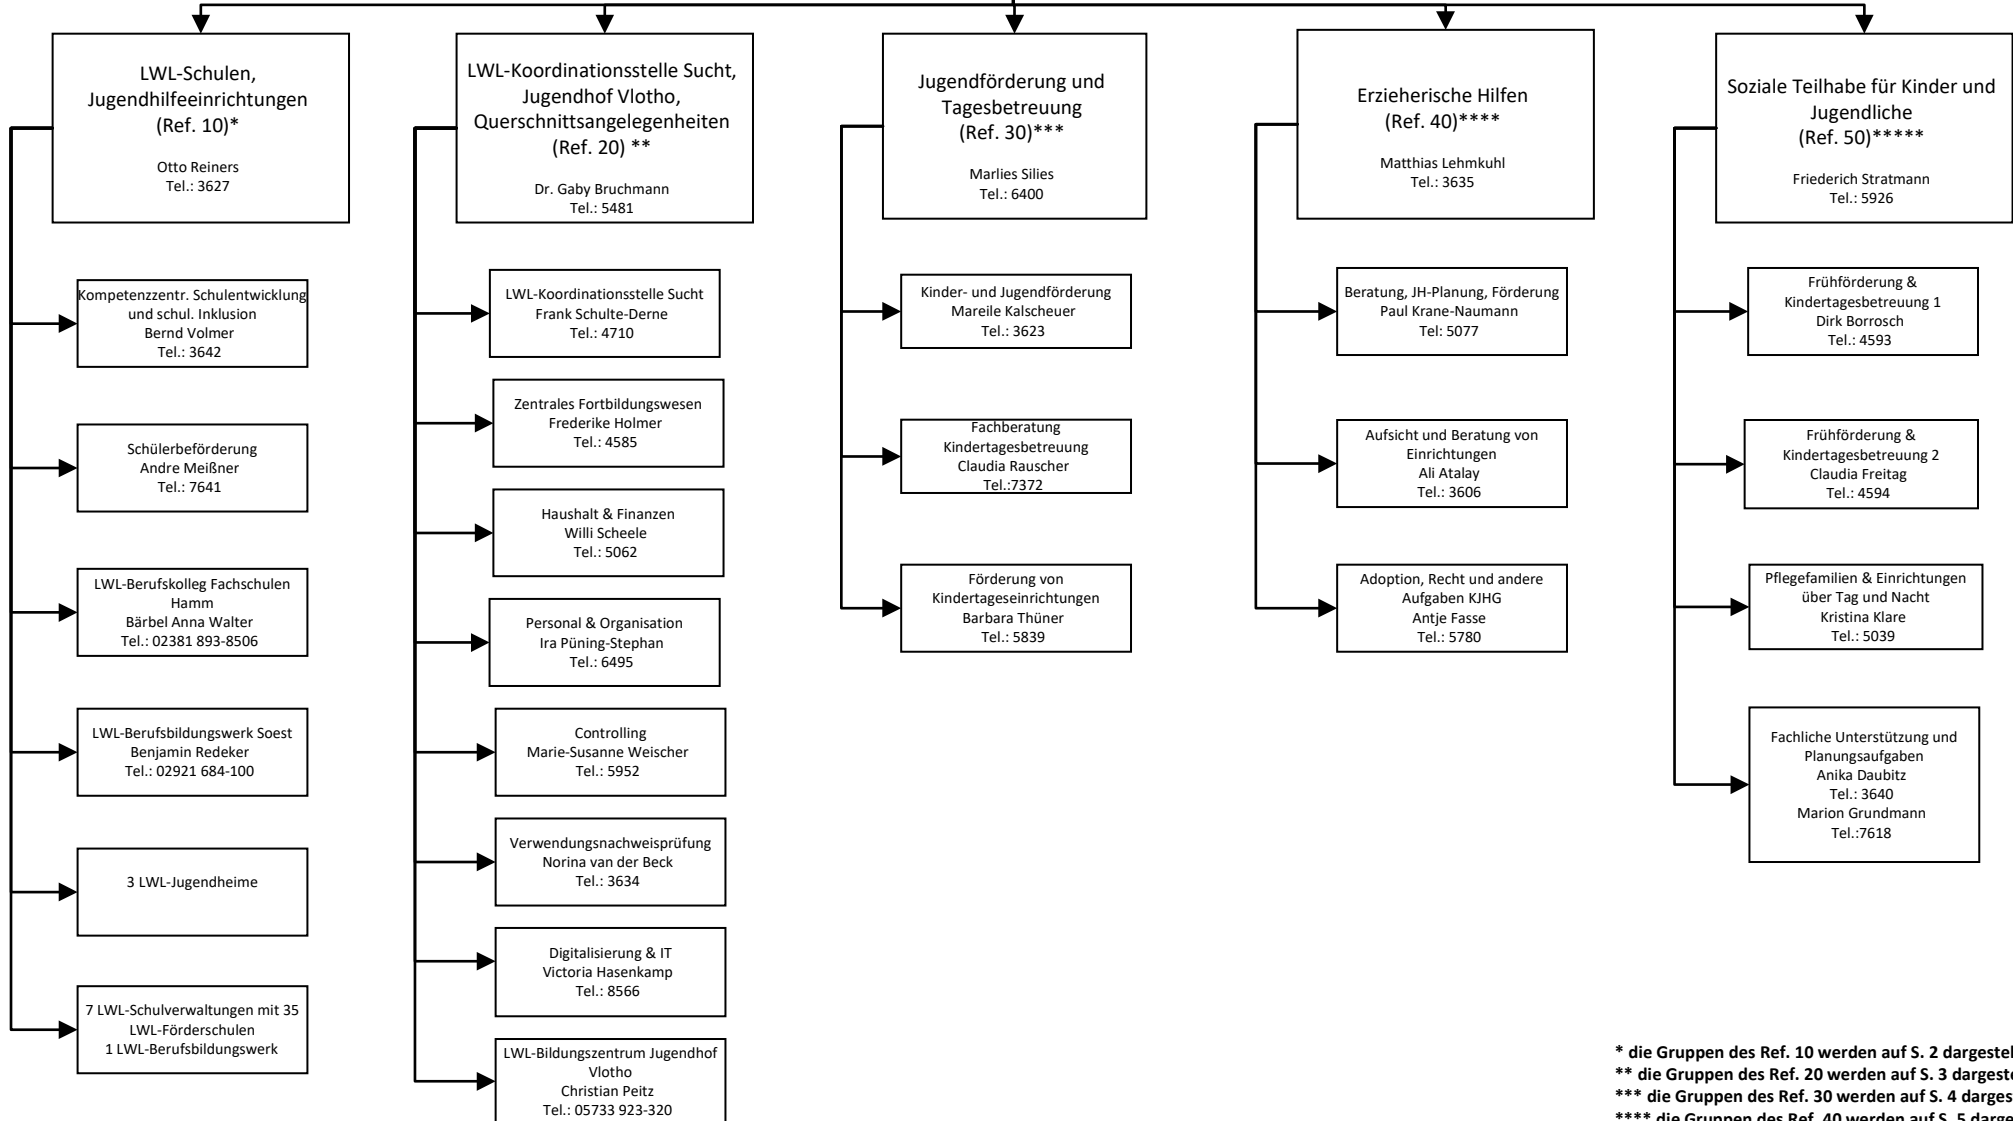 LWL-Schulen,
Jugendhilfeeinrichtungen
(Ref. 10)*
Otto Reiners
Tel.: 3627
Kompetenzzentr. Schulentwicklung
und schul. Inklusion
Bernd Volmer
Tel.: 3642
Schülerbeförderung
Andre Meißner
Tel.: 7641
LWL-Berufskolleg Fachschulen
Hamm
Bärbel Anna Walter
Tel.: 02381 893-8506
LWL-Berufsbildungswerk Soest
Benjamin Redeker
Tel.: 02921 684-100
3 LWL-Jugendheime
7 LWL-Schulverwaltungen mit 35
LWL-Förderschulen
1 LWL-Berufsbildungswerk
LWL-Koordinationsstelle Sucht,
Jugendhof Vlotho,
Querschnittsangelegenheiten
(Ref. 20) **
Dr. Gaby Bruchmann
Tel.: 5481
LWL-Koordinationsstelle Sucht
Frank Schulte-Derne
Tel.: 4710
Zentrales Fortbildungswesen
Frederike Holmer
Tel.: 4585
Haushalt & Finanzen
Willi Scheele
Tel.: 5062
Personal & Organisation
Ira Püning-Stephan
Tel.: 6495
Controlling
Marie-Susanne Weischer
Tel.: 5952
Verwendungsnachweisprüfung
Norina van der Beck
Tel.: 3634
Digitalisierung & IT
Victoria Hasenkamp
Tel.: 8566
LWL-Bildungszentrum Jugendhof
Vlotho
Christian Peitz
Tel.: 05733 923-320
Jugendförderung und
Tagesbetreuung
(Ref. 30)***
Marlies Silies
Tel.: 6400
Kinder- und Jugendförderung
Mareile Kalscheuer
Tel.: 3623
Fachberatung
Kindertagesbetreuung
Claudia Rauscher
Tel.:7372
Förderung von
Kindertageseinrichtungen
Barbara Thüner
Tel.: 5839
Erzieherische Hilfen
(Ref. 40)****
Matthias Lehmkuhl
Tel.: 3635
Beratung, JH-Planung, Förderung
Paul Krane-Naumann
Tel: 5077
Aufsicht und Beratung von
Einrichtungen
Ali Atalay
Tel.: 3606
Adoption, Recht und andere
Aufgaben KJHG
Antje Fasse
Tel.: 5780
Soziale Teilhabe für Kinder und
Jugendliche
(Ref. 50)*****
Friederich Stratmann
Tel.: 5926
Frühförderung &
Kindertagesbetreuung 1
Dirk Borrosch
Tel.: 4593
Frühförderung &
Kindertagesbetreuung 2
Claudia Freitag
Tel.: 4594
Pflegefamilien & Einrichtungen
über Tag und Nacht
Kristina Klare
Tel.: 5039
Fachliche Unterstützung und
Planungsaufgaben
Anika Daubitz
Tel.: 3640
Marion Grundmann
Tel.:7618
* die Gruppen des Ref. 10 werden auf S. 2
** die Gruppen des Ref. 20 werden auf S. 3
*** die Gruppen des Ref. 30 werden auf S. 4
**** die Gruppen des Ref. 40 werden auf S. 5